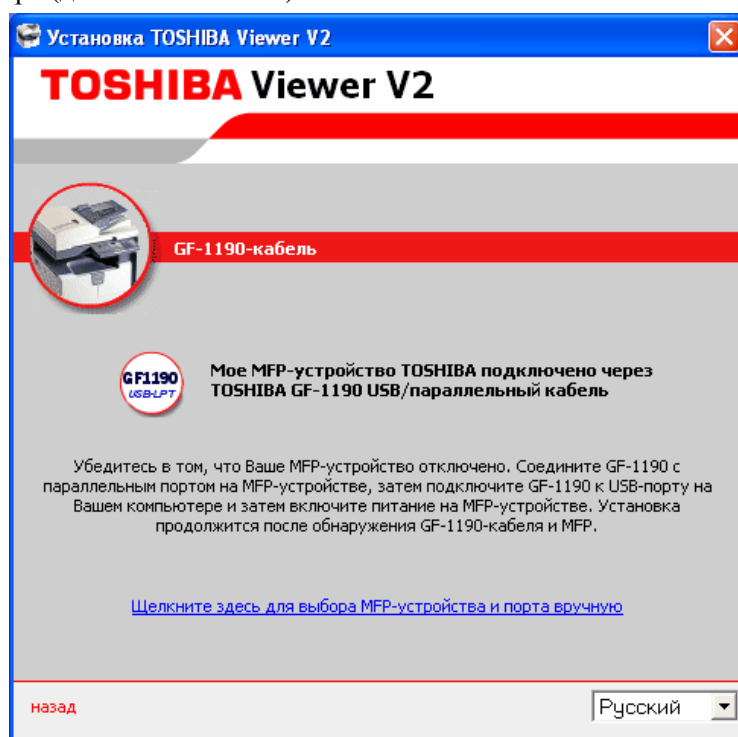 Установка TOSHIBA Viewer V2
TOSHIBA Viewer V2
GF-1190-кабель
GF1190
USB-LPT
Мое MFP-устройство TOSHIBA подключено через
TOSHIBA GF-1190 USB/параллельный кабель
Убедитесь в том, что Ваше MFP-устройство отключено. Соедините GF-1190 с
параллельным портом на MFP-устройстве, затем подключите GF-1190 к USB-порту на
Вашем компьютере и затем включите питание на MFP-устройстве. Установка
продолжится после обнаружения GF-1190-кабеля и MFP.
Щелкните здесь для выбора MFP-устройства и порта вручную
назад
Русский